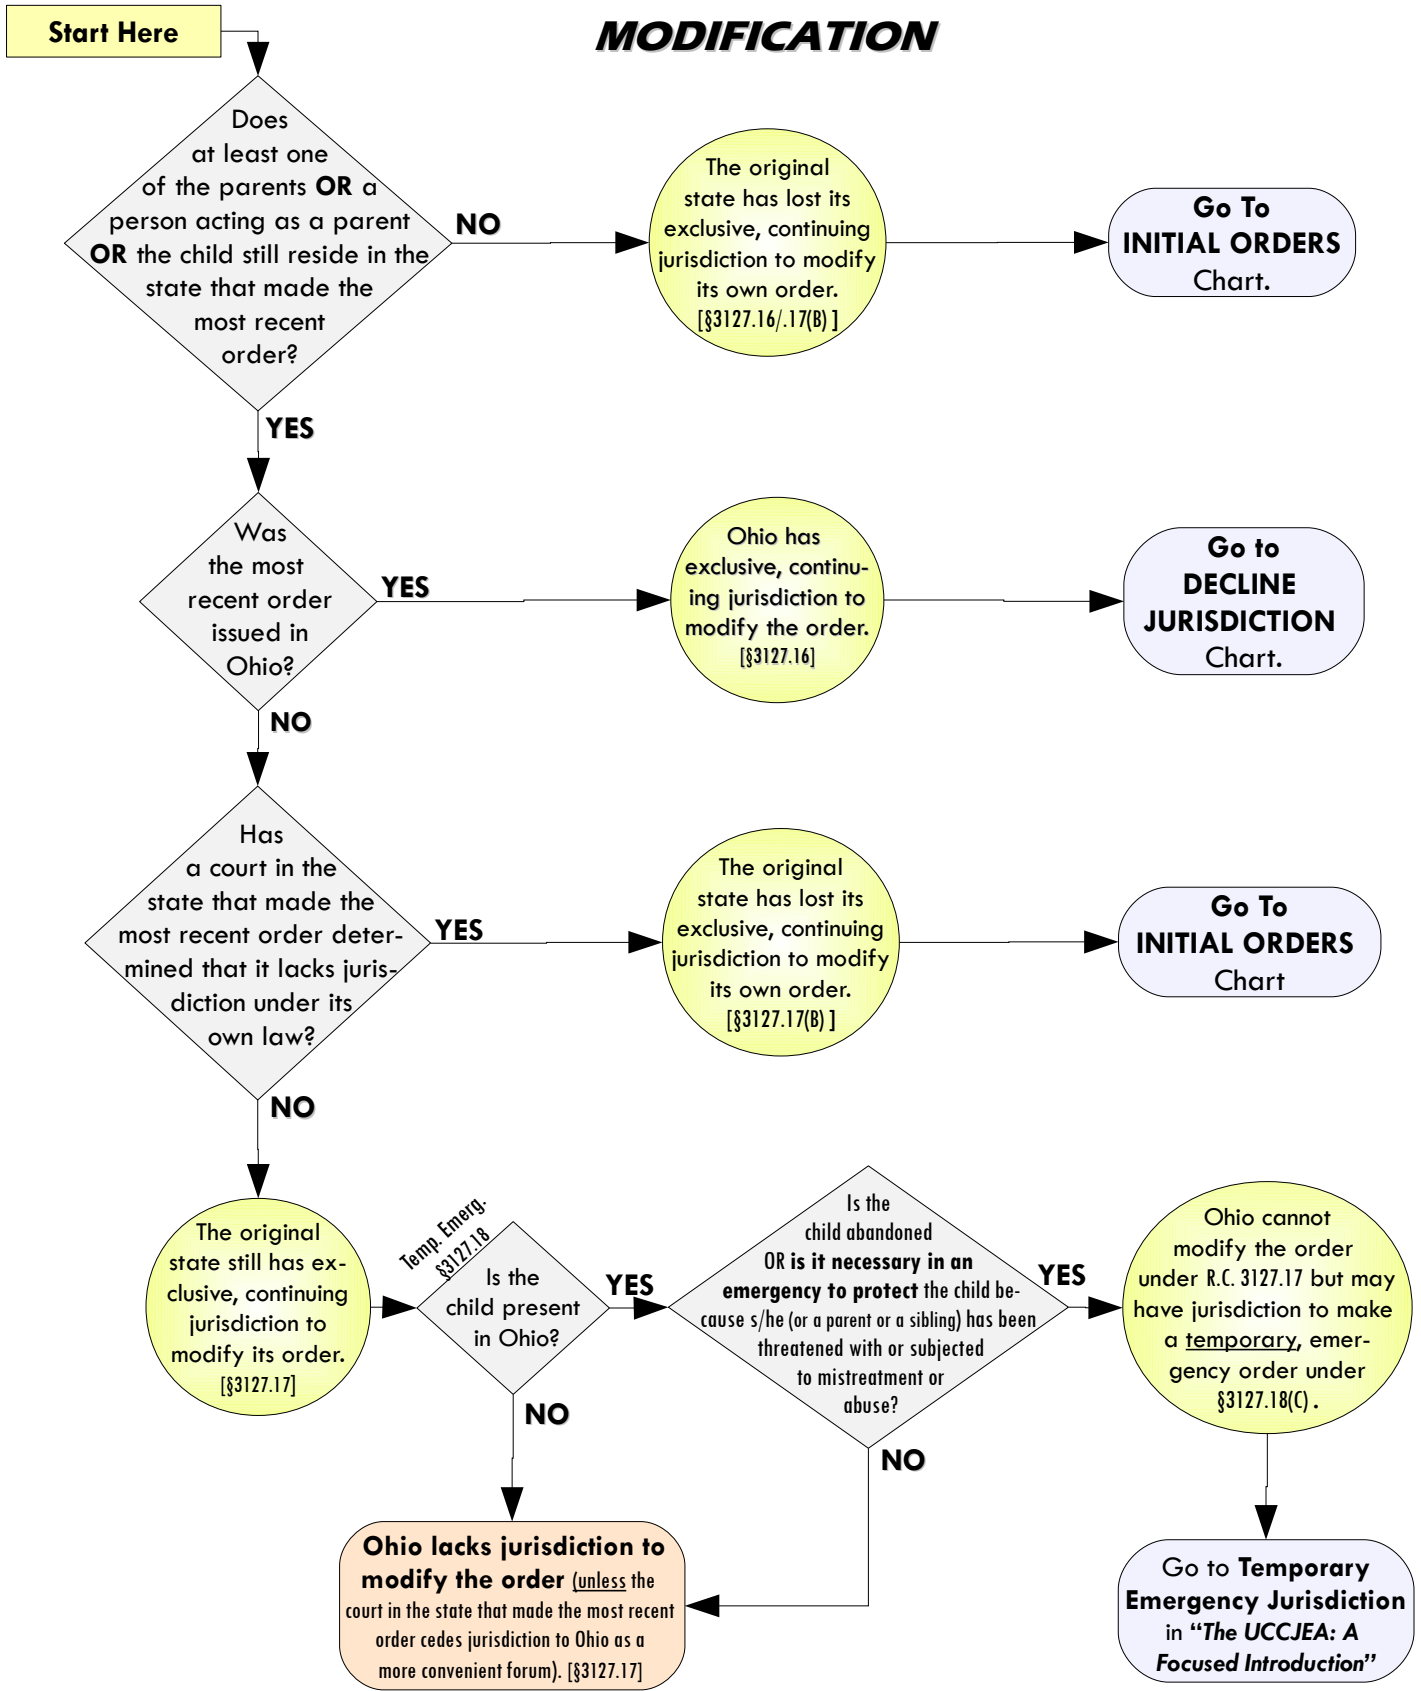 Start Here
MODIFICATION
Does
at least one
of the parents OR a
person acting as a parent
OR the child still reside in the
state that made the
most recent
order?
NO
The original
state has lost its
exclusive, continuing
jurisdiction to modify
its own order.
[§3127.16/.17(B) ]
Go To
INITIAL ORDERS
Chart.
YES
Was
the most
recent order
issued in
Ohio?
YES
Ohio has
exclusive, continu-
ing jurisdiction to
modify the order.
[§3127.16]
Go to
DECLINE
JURISDICTION
Chart.
NO
Has
a court in the
state that made the
most recent order deter-
mined that it lacks juris-
diction under its
own law?
YES
The original
state has lost its
exclusive, continuing
jurisdiction to modify
its own order.
[§3127.17(B) ]
Go To
INITIAL ORDERS
Chart
NO
The original
state still has ex-
clusive, continuing
jurisdiction to
modify its order.
[§3127.17]
Temp. Emerg.
§3127.18
Is the
child present
in Ohio?
YES
Is the
child abandoned
OR is it necessary in an
emergency to protect the child be-
cause s/he (or a parent or a sibling) has been
threatened with or subjected
to mistreatment or
abuse?
YES
Ohio cannot
modify the order
under R.C. 3127.17 but may
have jurisdiction to make
a temporary, emer-
gency order under
§3127.18(C) .
NO
NO
Ohio lacks jurisdiction to
modify the order (unless the
court in the state that made the most recent
order cedes jurisdiction to Ohio as a
more convenient forum). [§3127.17]
Go to Temporary
Emergency Jurisdiction
in “The UCCJEA: A
Focused Introduction”